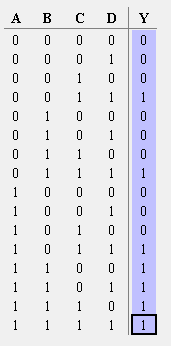 A B C D Y
0 0 0 0 0
0 0 0 1 0
0 0 1 0 0
0 0 1 1 1
0 1 0 0 0
0 1 0 1 0
0 1 1 0 0
0 1 1 1 1
1 0 0 0 0
1 0 0 1 0
1 0 1 0 0
1 0 1 1 1
1 1 0 0 1
1 1 0 1 1
1 1 1 0 1
1 1 1 1 1